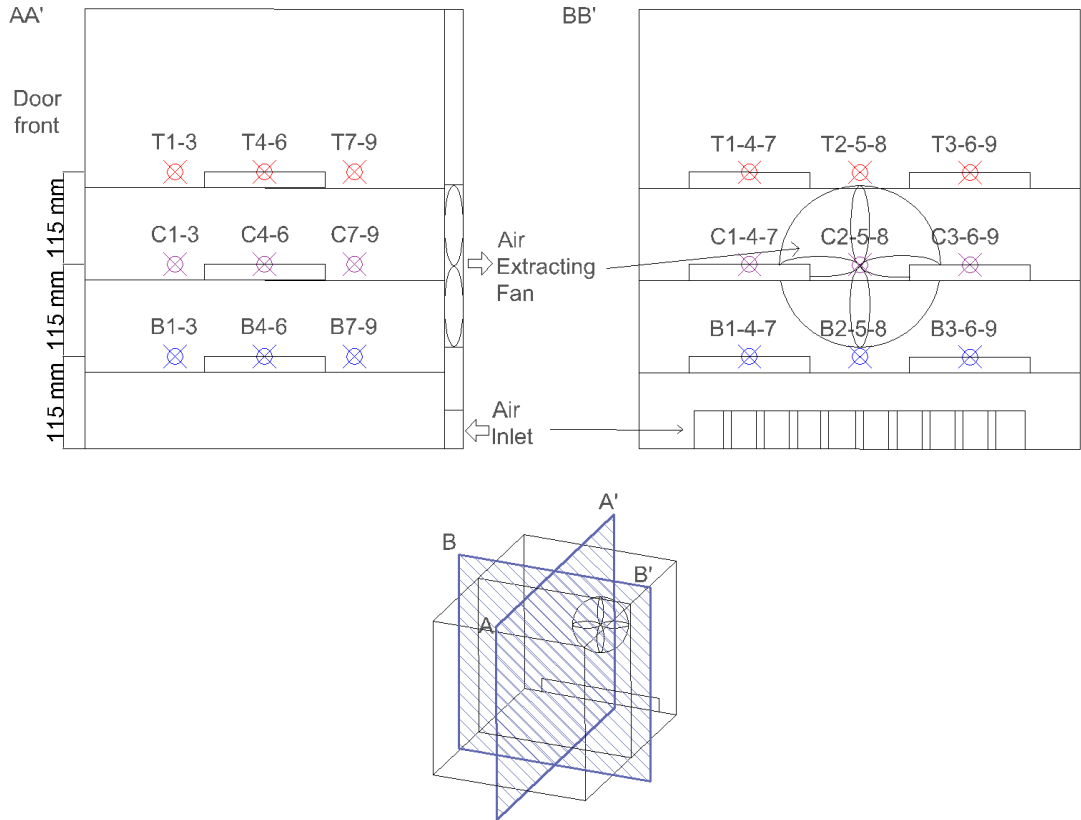 AA'
BB'
Door
front
T1-3
T4-6
T7-9
C1-3
C4-6
C7-9
B1-3
B4-6
B7-9
115 mm
115 mm
115 mm
Air
Extracting
Fan
Air
Inlet
T1-4-7
T2-5-8
T3-6-9
C1-4-7
C2-5-8
C3-6-9
B1-4-7
B2-5-8
B3-6-9
A'
B
B'
A